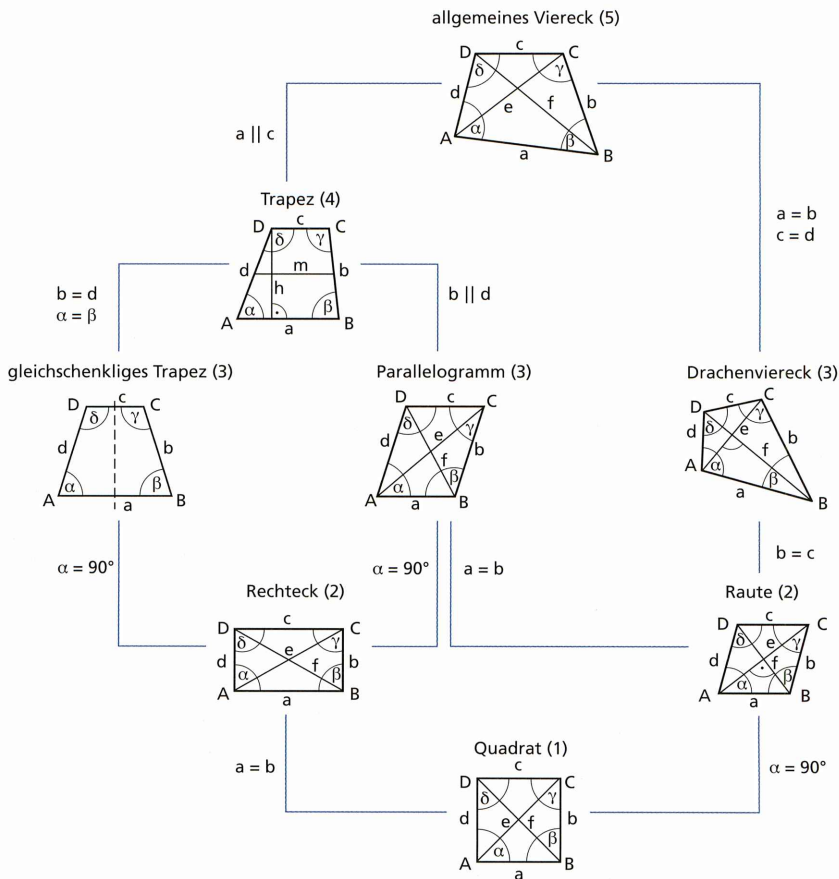 allgemeines Viereck (5)
D c C
δ γ
d e f b
A α β B
a
a || c
a = b
c = d
Trapez (4)
D c C
δ γ
d m b
h
A α β B
a
b = d
α = β
b || d
gleichschenkliges Trapez (3)
D c C
δ γ
d b
α β
A a B
Parallelogramm (3)
D c C
δ γ
d e b
f
α β
A a B
Drachenviereck (3)
D c C
d δ e γ
f b
A α β
a B
α = 90°
α = 90°
a = b
b = c
Rechteck (2)
D c C
δ γ
d e f b
α β
A a B
Raute (2)
D c C
δ e γ
d f b
α β
A a B
a = b
α = 90°
Quadrat (1)
D c C
δ γ
d e f b
α β
A a B